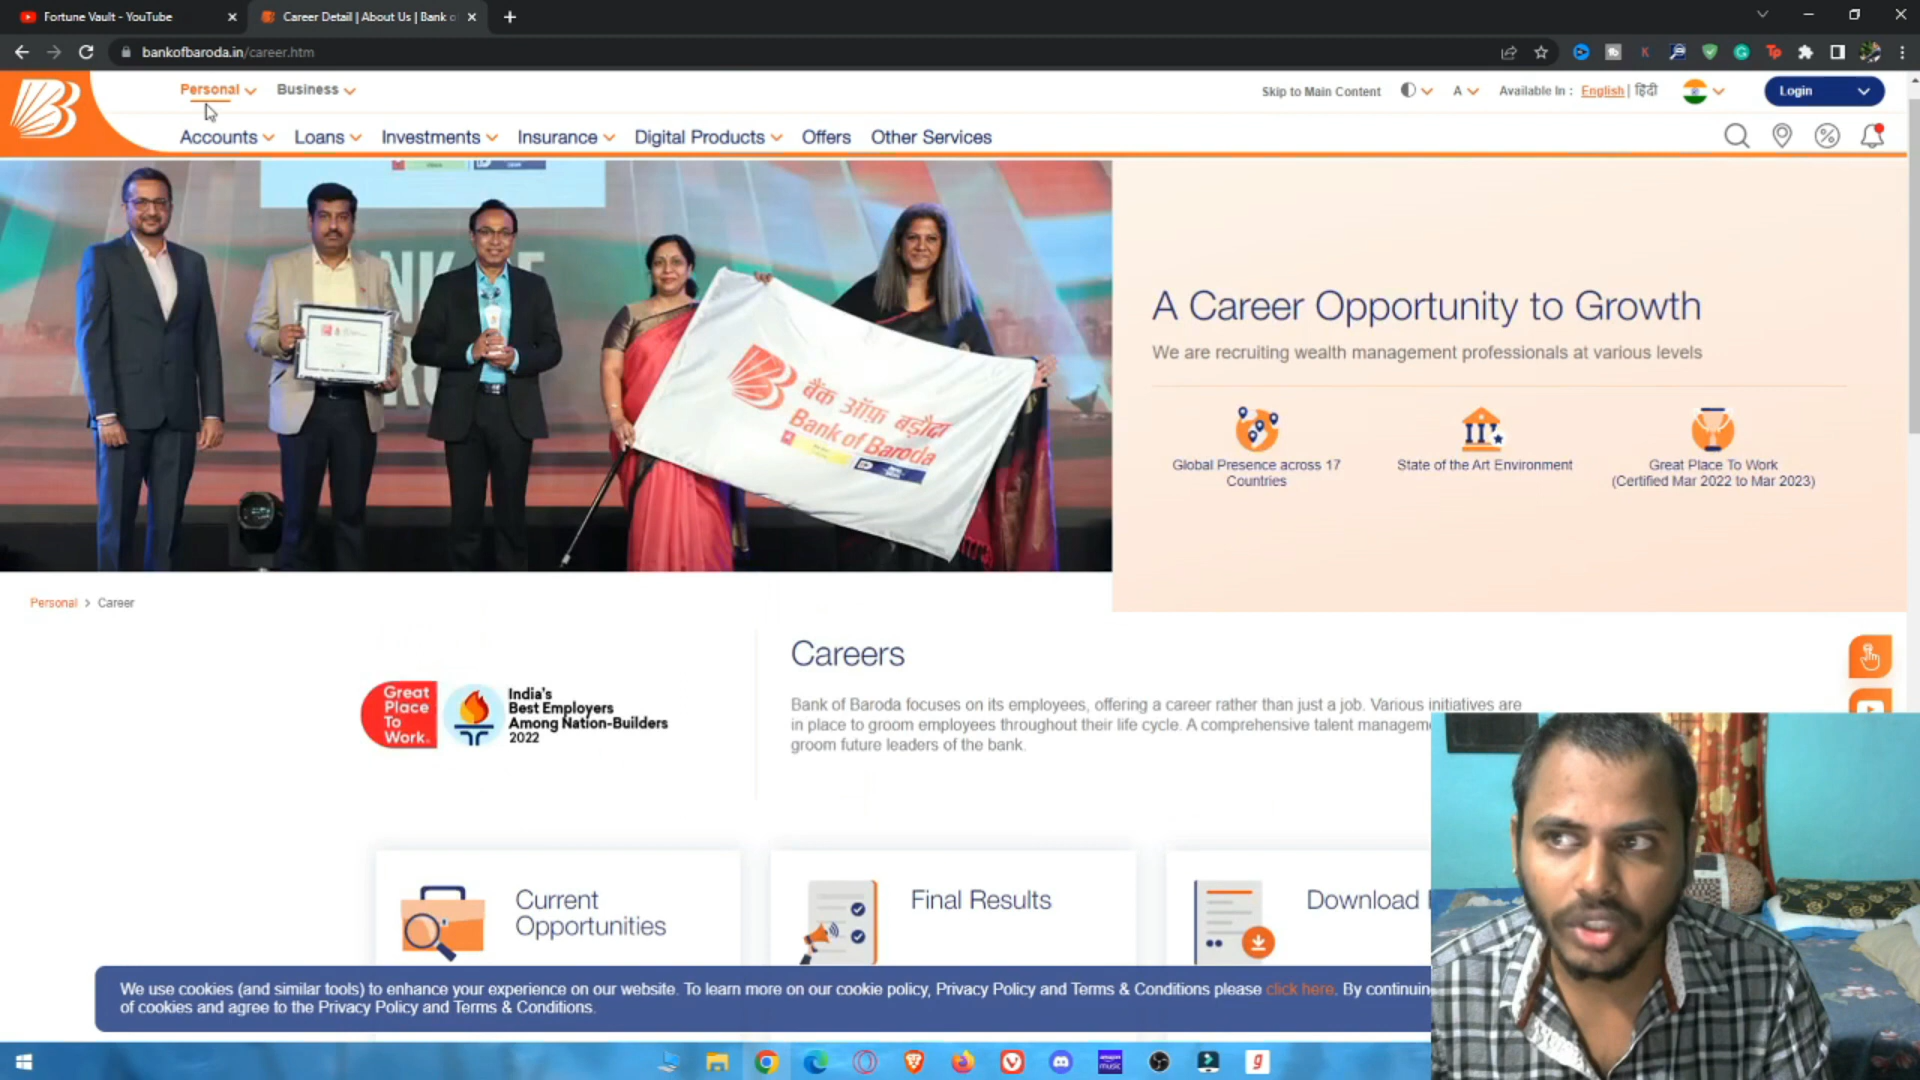 Fortune Vault - YouTube
Career Detail | About Us | Bank o
bankofbaroda.in/career.htm
Personal
Business
Skip to Main Content
A
Available In : English | हिंदी
Login
Accounts
Loans
Investments
Insurance
Digital Products
Offers
Other Services
बैंक ऑफ़ बड़ौदा
Bank of Baroda
A Career Opportunity to Growth
We are recruiting wealth management professionals at various levels
Global Presence across 17
Countries
State of the Art Environment
Great Place To Work
(Certified Mar 2022 to Mar 2023)
Personal > Career
Great
Place
To
Work.
India's
Best Employers
Among Nation-Builders
2022
Careers
Bank of Baroda focuses on its employees, offering a career rather than just a job. Various initiatives are
in place to groom employees throughout their life cycle. A comprehensive talent manageme
groom future leaders of the bank.
Current
Opportunities
Final Results
Download
We use cookies (and similar tools) to enhance your experience on our website. To learn more on our cookie policy, Privacy Policy and Terms & Conditions please click here. By continuin
of cookies and agree to the Privacy Policy and Terms & Conditions.
amazon
music